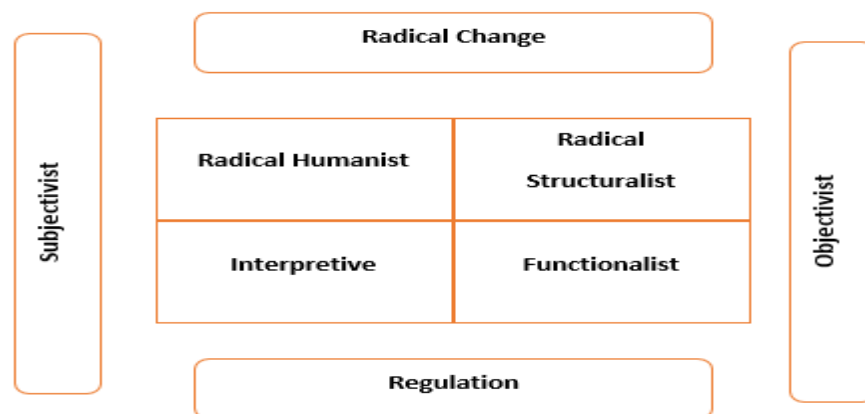 Radical Change
Subjectivist
Radical Humanist
Radical
Structuralist
Objectivist
Interpretive
Functionalist
Regulation